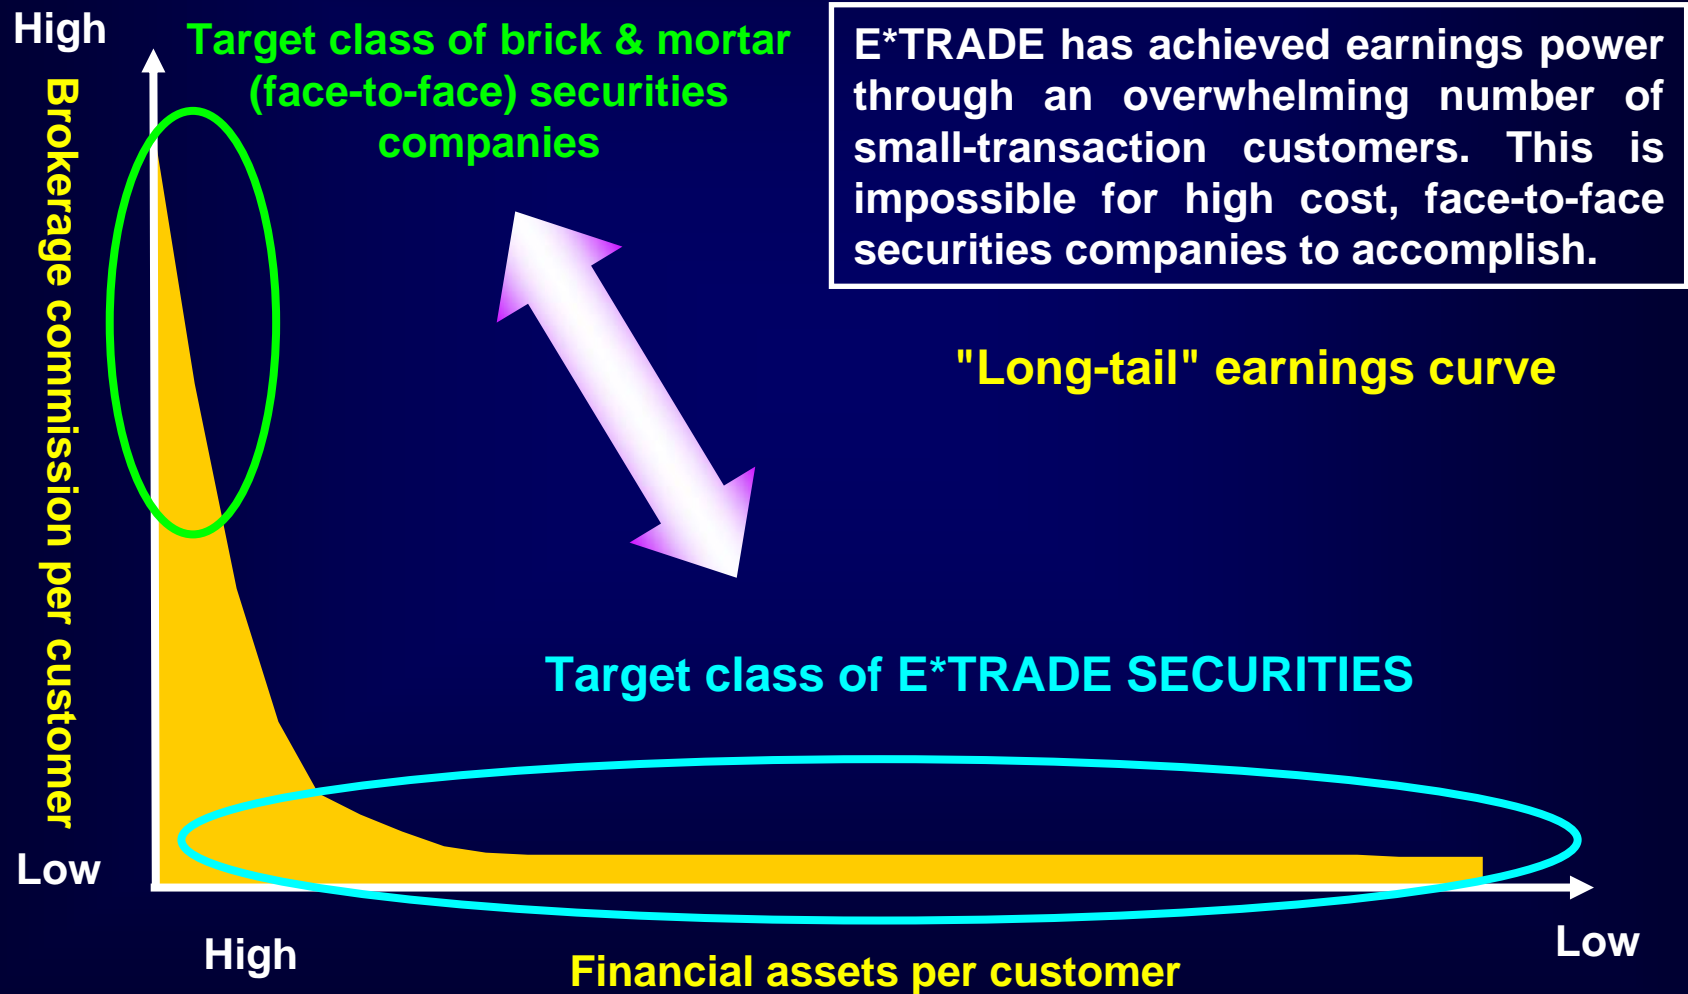 High
Target class of brick & mortar
(face-to-face) securities
companies
E*TRADE has achieved earnings power
through an overwhelming number of
small-transaction customers. This is
impossible for high cost, face-to-face
securities companies to accomplish.
Brokerage commission per customer
"Long-tail" earnings curve
Target class of E*TRADE SECURITIES
Low
High
Financial assets per customer
Low